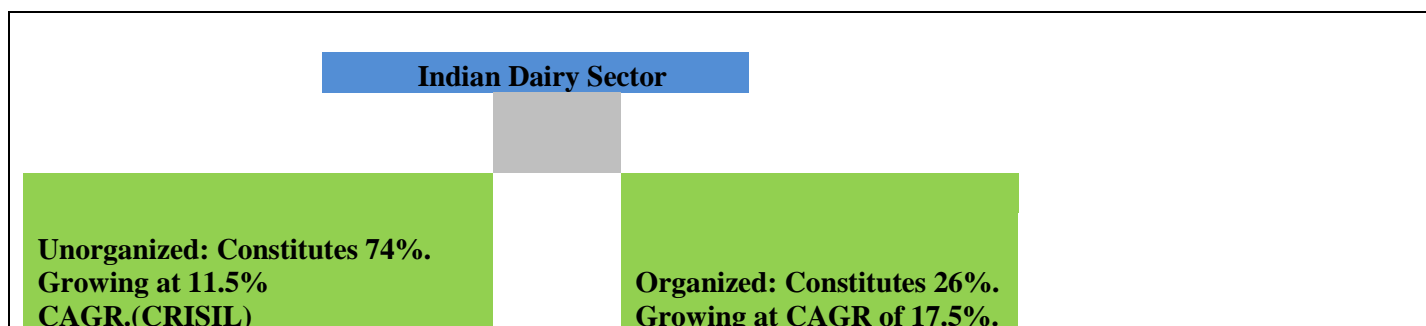 Indian Dairy Sector
Unorganized: Constitutes 74%.
Growing at 11.5%
CAGR.(CRISIL)
Organized: Constitutes 26%.
Growing at CAGR of 17.5%.